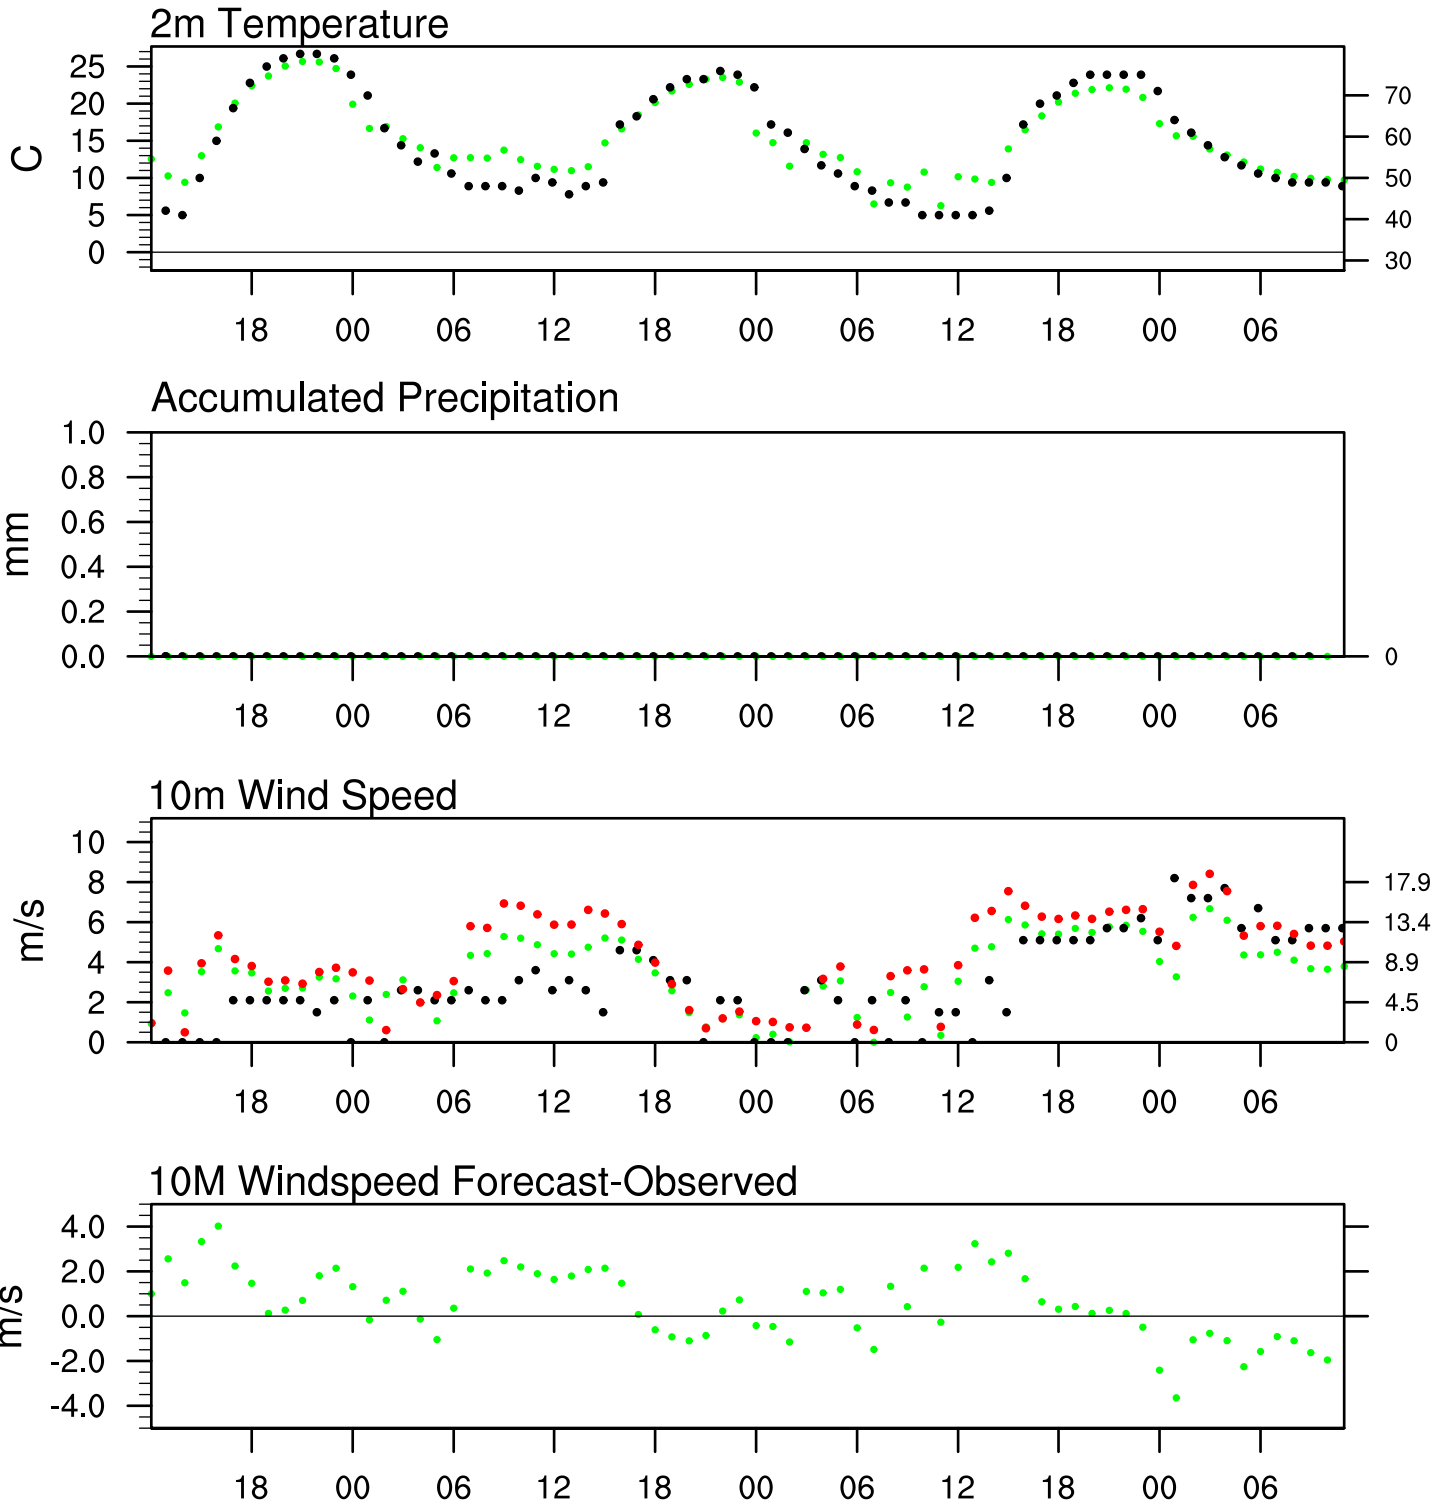 2m Temperature
25
20
15
10
5
0
C
70
60
50
40
30
18 00 06 12 18 00 06 12 18 00 06
Accumulated Precipitation
1.0
0.8
0.6
0.4
0.2
0.0
mm
0
18 00 06 12 18 00 06 12 18 00 06
10m Wind Speed
10
8
6
4
2
0
m/s
17.9
13.4
8.9
4.5
0
18 00 06 12 18 00 06 12 18 00 06
10M Windspeed Forecast-Observed
4.0
2.0
0.0
-2.0
-4.0
m/s
18 00 06 12 18 00 06 12 18 00 06